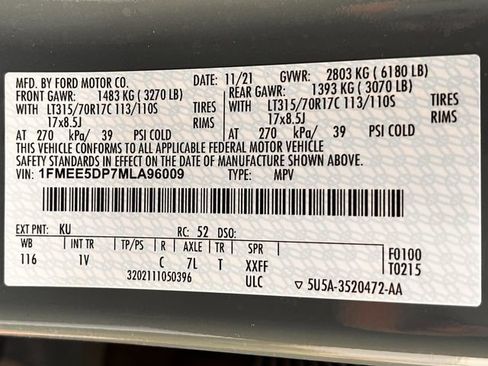 MFD. BY FORD MOTOR CO. DATE: 11/21 GVWR: 2803 KG ( 6180 LB)
FRONT GAWR: 1483 KG ( 3270 LB) REAR GAWR: 1393 KG ( 3070 LB)
WITH LT315/70R17C 113/110S TIRES WITH LT315/70R17C 113/110S TIRES
17x8.5J RIMS 17x8.5J RIMS
AT 270 kPa/ 39 PSI COLD AT 270 kPa/ 39 PSI COLD
THIS VEHICLE CONFORMS TO ALL APPLICABLE FEDERAL MOTOR VEHICLE
SAFETY STANDARDS IN EFFECT ON THE DATE OF MANUFACTURE SHOWN ABOVE.
VIN: 1FMEE5DP7MLA96009 TYPE: MPV
EXT PNT: KU RC: 52 DSO:
WB INT TR TP/PS R AXLE TR SPR F0100
116 1V C 7L T XXFF T0215
3202111050396 ULC ▽ 5U5A-3520472-AA